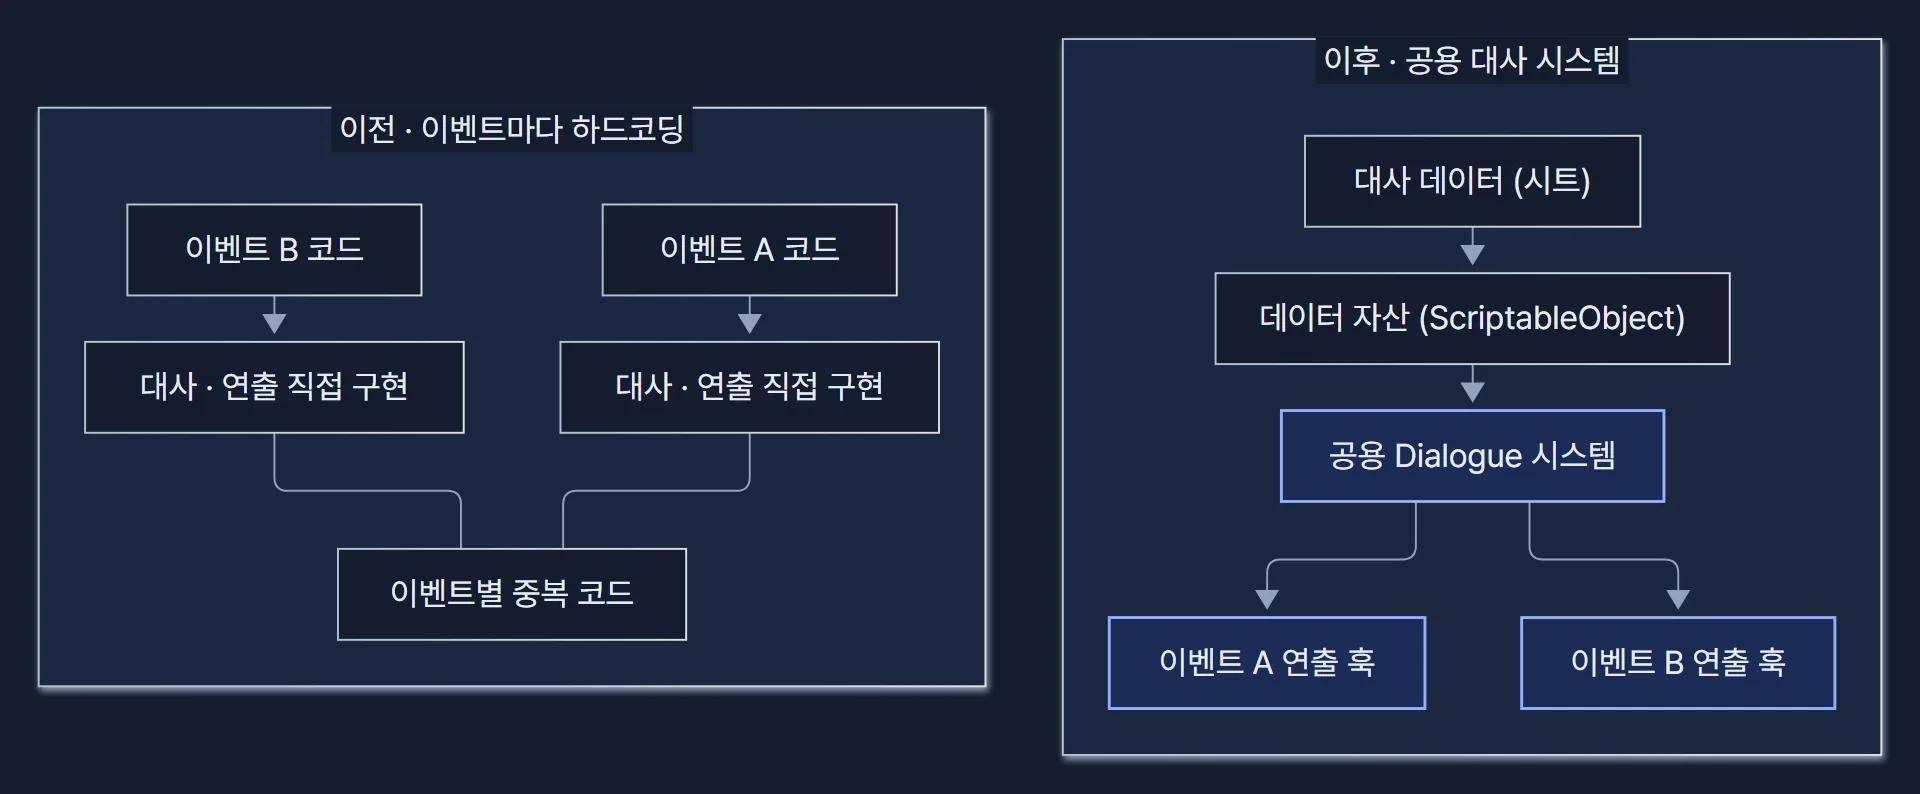 이전 · 이벤트마다 하드코딩
이벤트 B 코드
이벤트 A 코드
대사 · 연출 직접 구현
대사 · 연출 직접 구현
이벤트별 중복 코드
이후 · 공용 대사 시스템
대사 데이터 (시트)
데이터 자산 (ScriptableObject)
공용 Dialogue 시스템
이벤트 A 연출 훅
이벤트 B 연출 훅